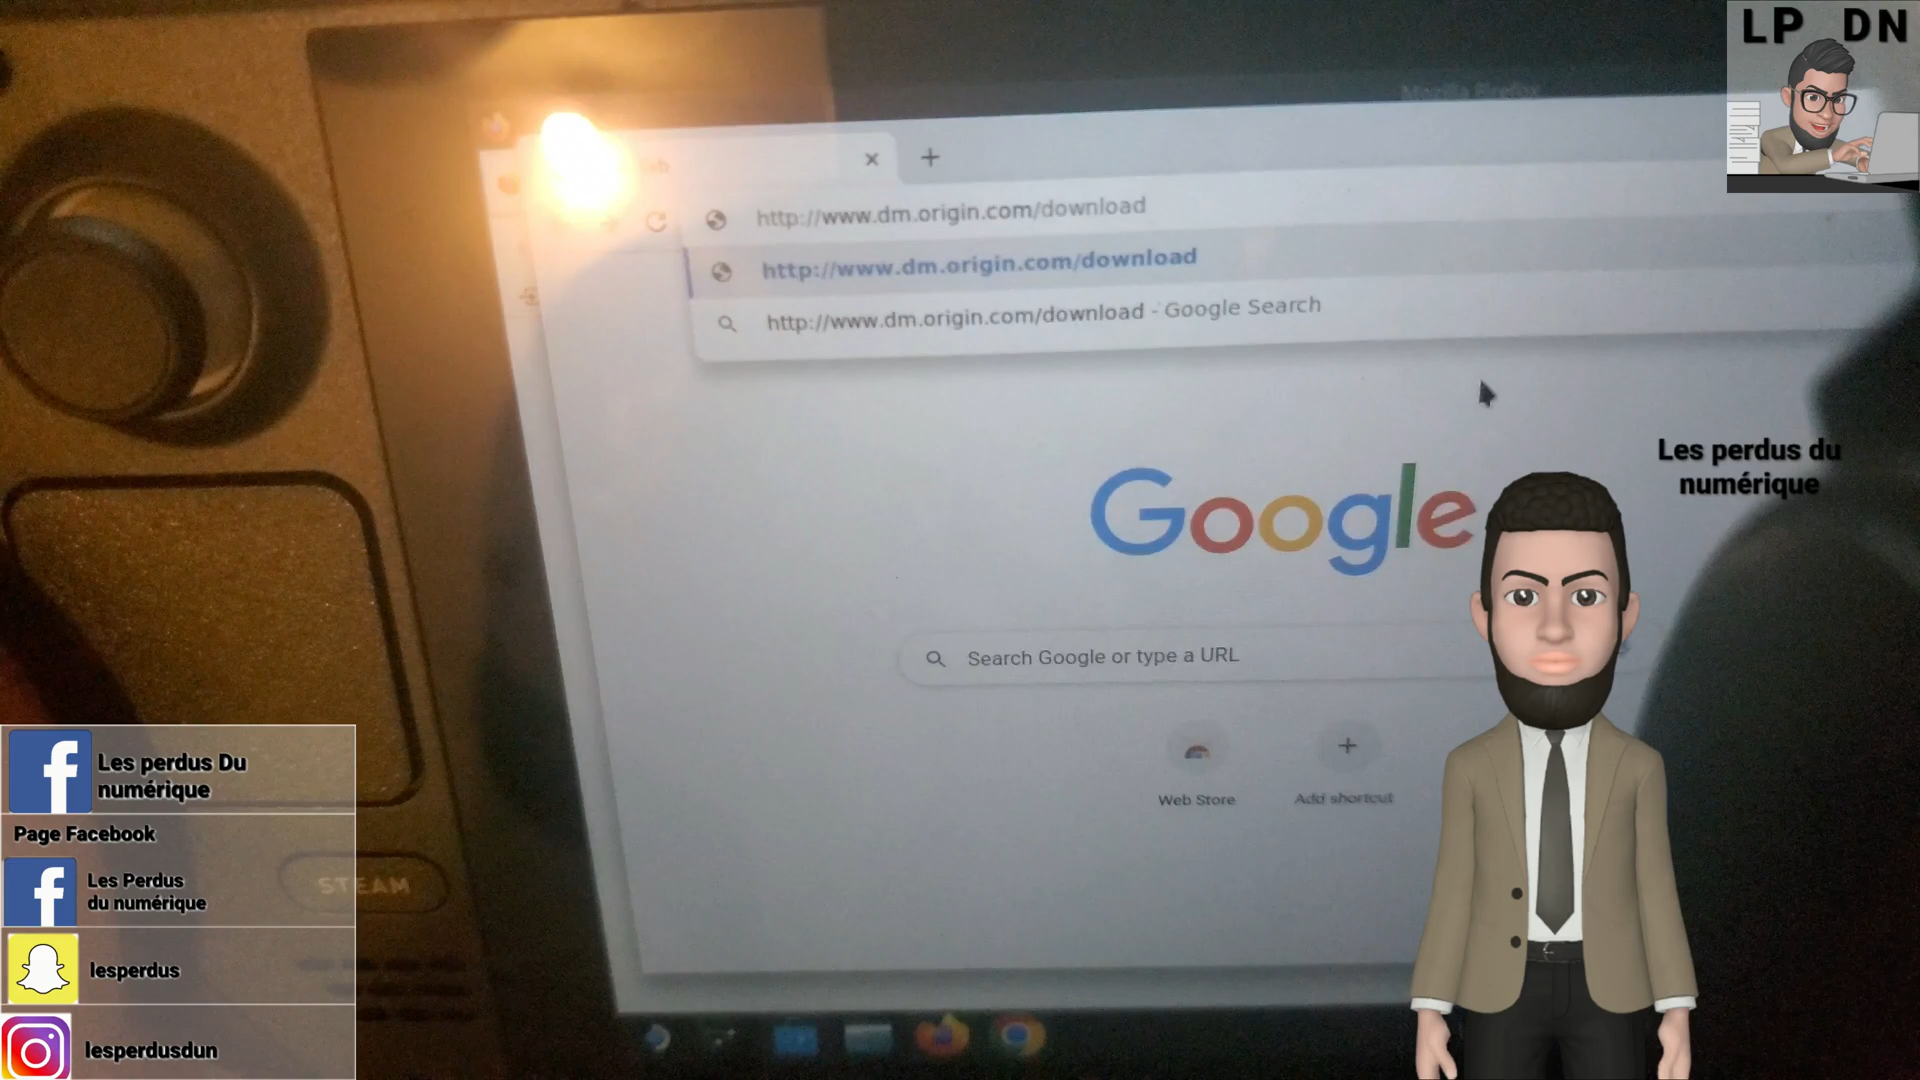 LP DN
http://www.dm.origin.com/download
http://www.dm.origin.com/download
http://www.dm.origin.com/download - Google Search
Les perdus du
numérique
Google
Search Google or type a URL
Web Store
Add shortcut
Les perdus Du
numérique
Page Facebook
Les Perdus
du numérique
STEAM
lesperdus
lesperdusdun